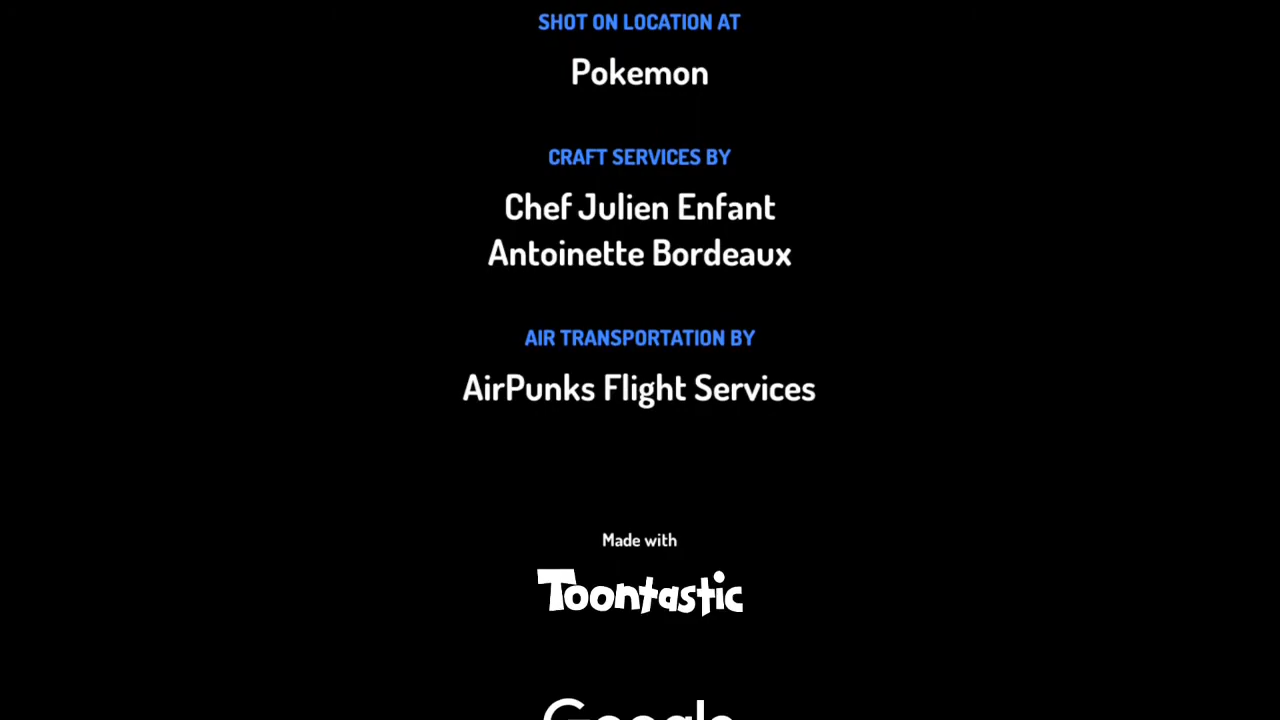 SHOT ON LOCATION AT
Pokemon
CRAFT SERVICES BY
Chef Julien Enfant
Antoinette Bordeaux
AIR TRANSPORTATION BY
AirPunks Flight Services
Made with
Toontastic
Google